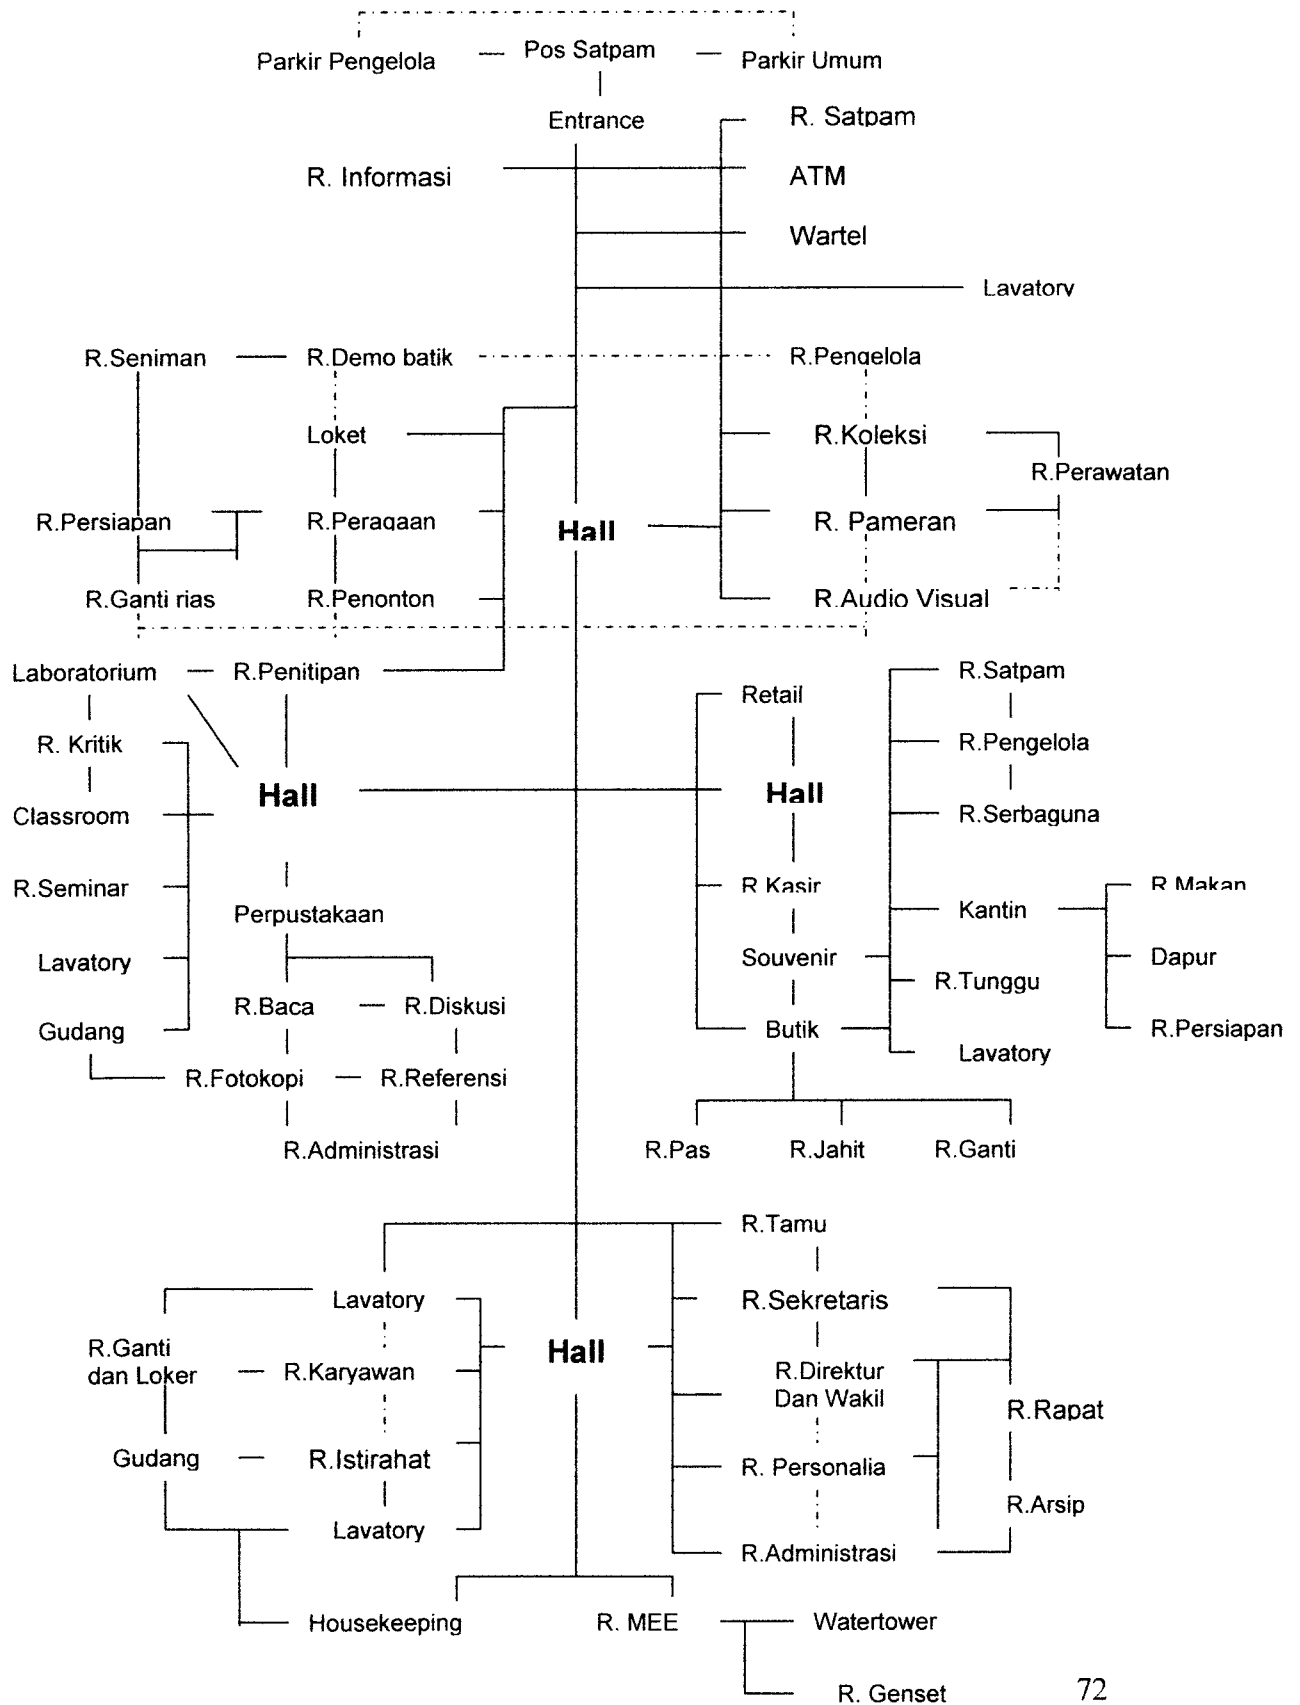 Parkir Pengelola
Pos Satpam
Parkir Umum
Entrance
R. Satpam
R. Informasi
ATM
Wartel
Lavatory
R.Seniman
R.Demo batik
R.Pengelola
Loket
R.Koleksi
R.Perawatan
R.Persiapan
R.Peragaan
Hall
R. Pameran
R.Ganti rias
R.Penonton
R.Audio Visual
Laboratorium
R.Penitipan
R.Satpam
Retail
R. Kritik
R.Pengelola
Hall
Hall
Classroom
R.Serbaguna
R.Seminar
R.Kasir
R.Makan
Perpustakaan
Kantin
Lavatory
Souvenir
Dapur
R.Tunggu
R.Baca
R.Diskusi
Gudang
Butik
R.Persiapan
Lavatory
R.Fotokopi
R.Referensi
R.Administrasi
R.Pas
R.Jahit
R.Ganti
R.Tamu
Lavatory
R.Sekretaris
R.Ganti
dan Loker
R.Karyawan
Hall
R.Direktur
Dan Wakil
R.Rapat
Gudang
R.Istirahat
R. Personalia
R.Arsip
Lavatory
R.Administrasi
Housekeeping
R. MEE
Watertower
R. Genset
72